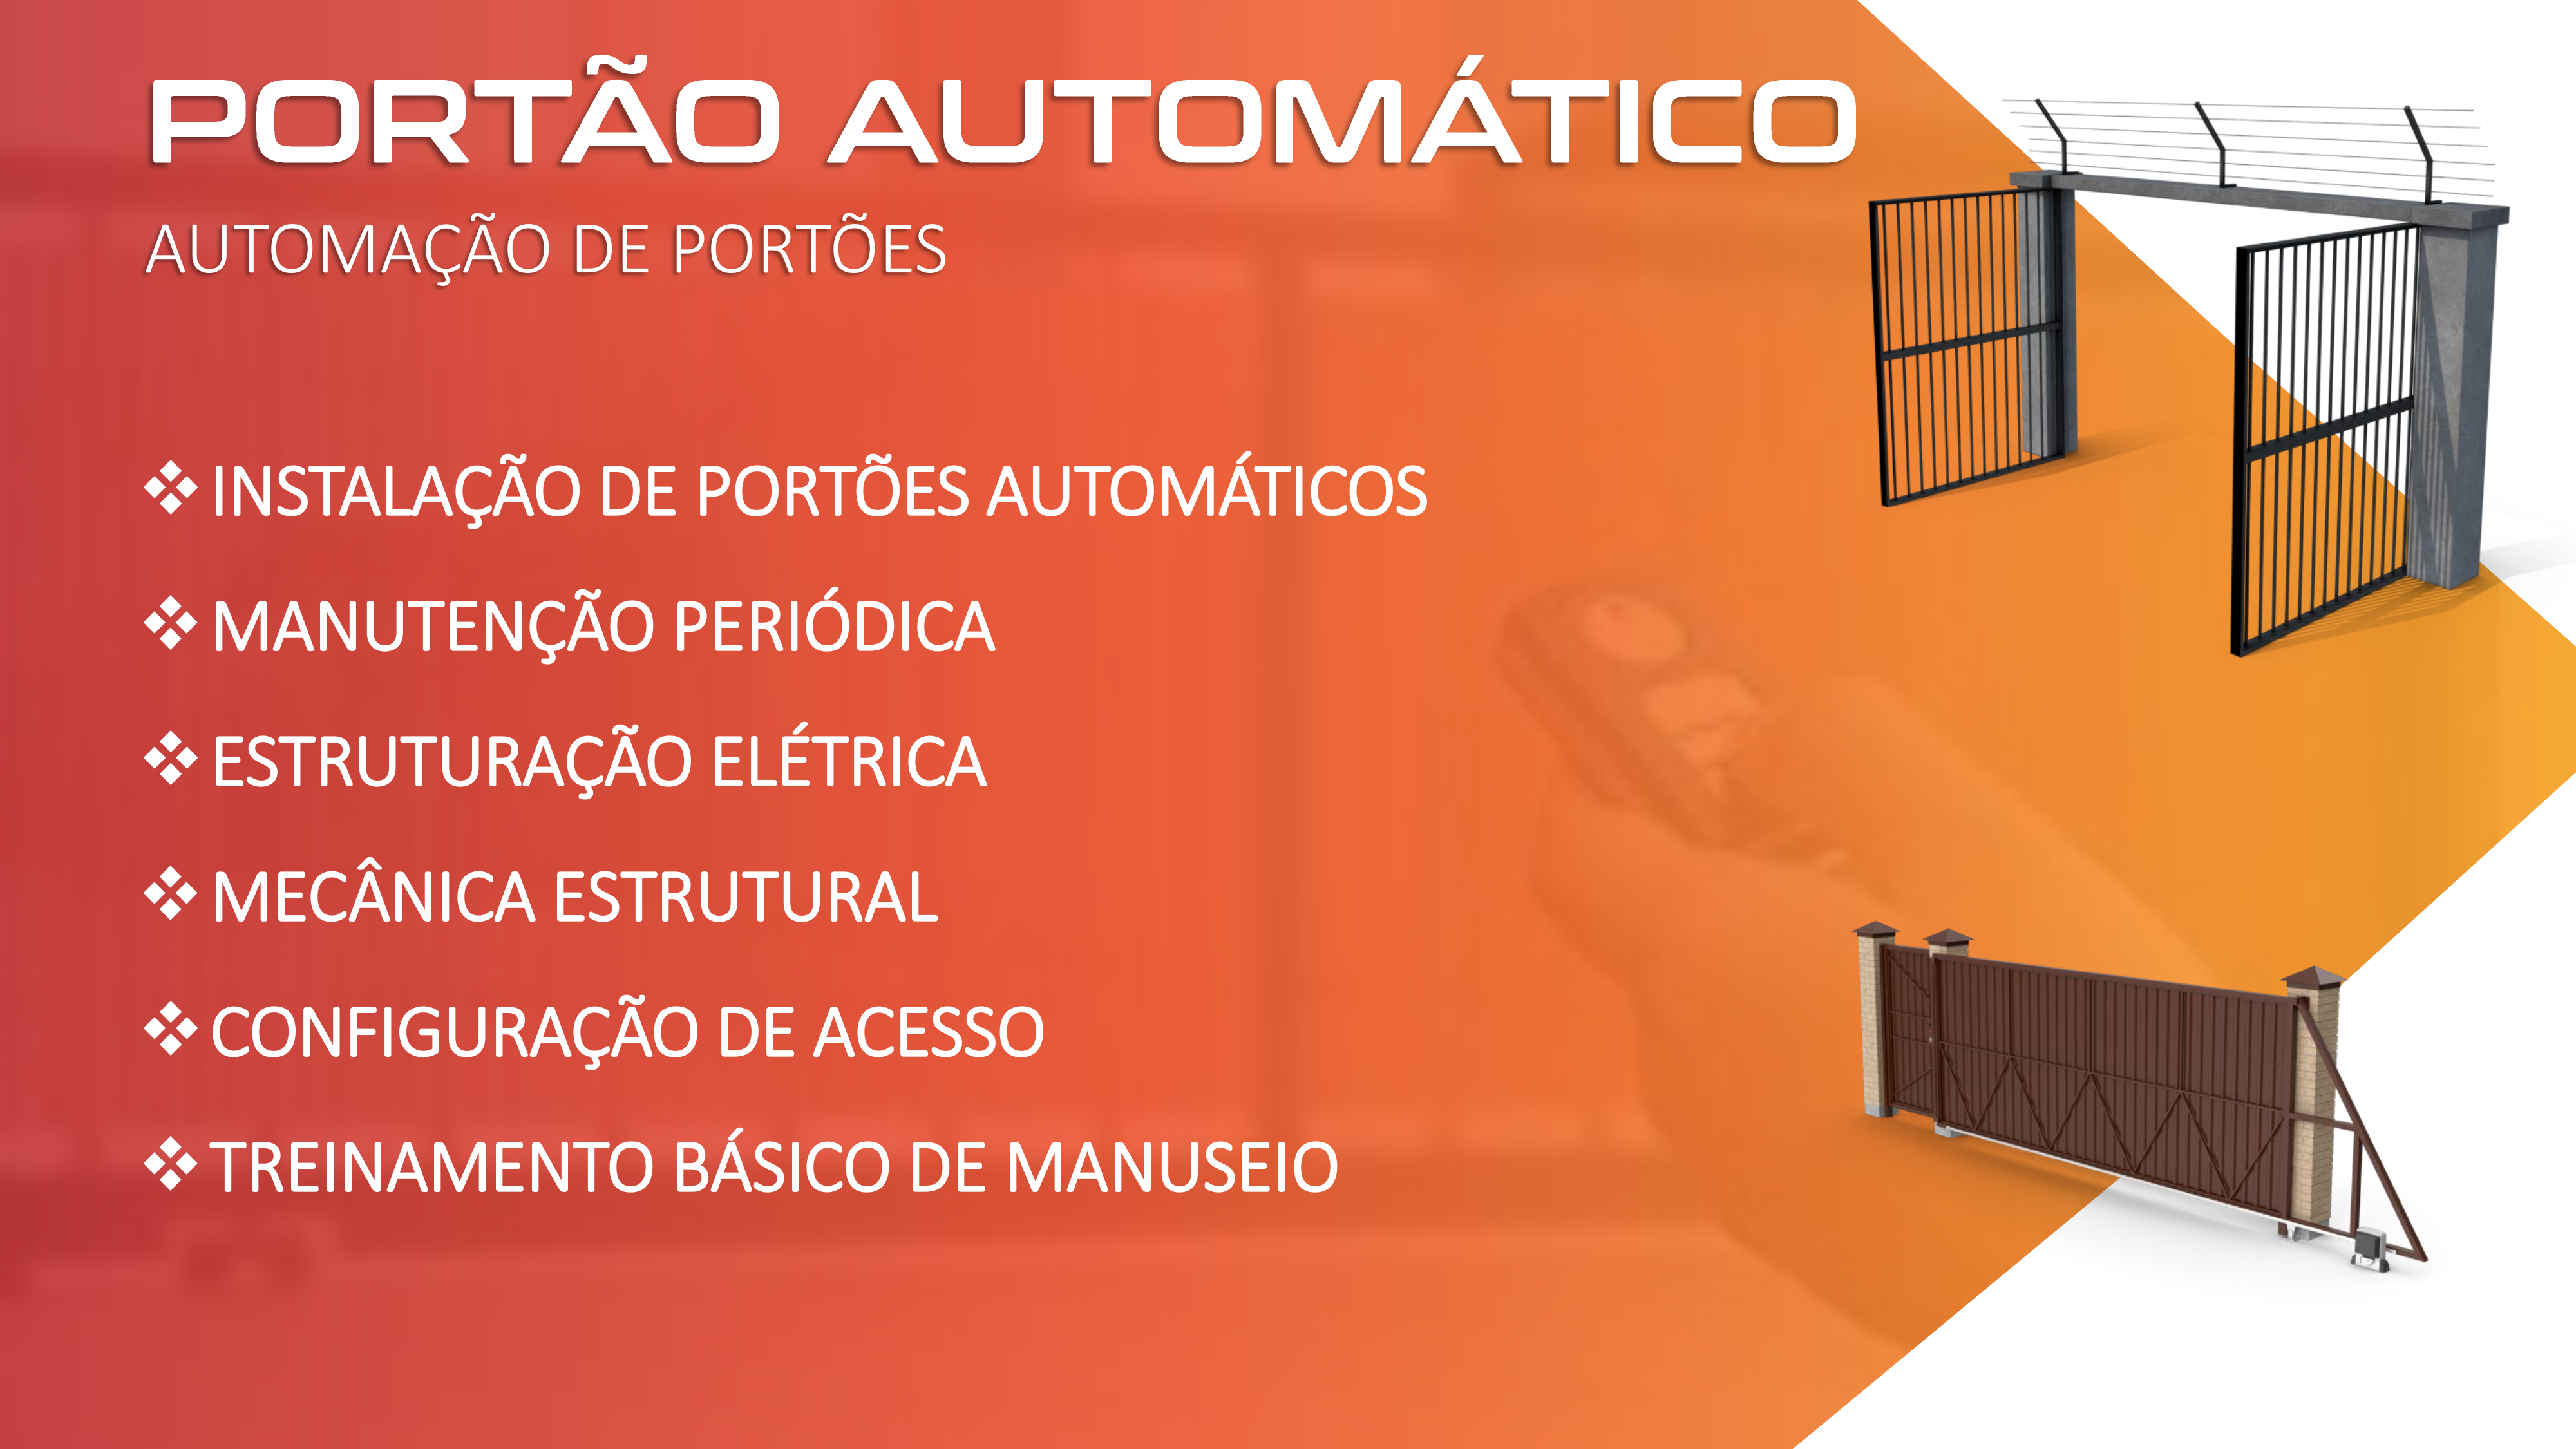 PORTÃO AUTOMÁTICO
AUTOMAÇÃO DE PORTÕES
❖ INSTALAÇÃO DE PORTÕES AUTOMÁTICOS
❖ MANUTENÇÃO PERIÓDICA
❖ ESTRUTURAÇÃO ELÉTRICA
❖ MECÂNICA ESTRUTURAL
❖ CONFIGURAÇÃO DE ACESSO
❖ TREINAMENTO BÁSICO DE MANUSEIO